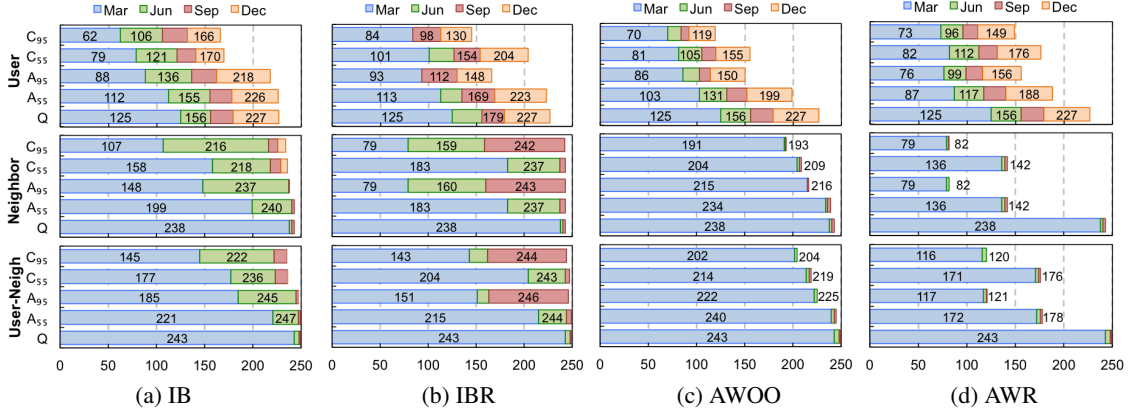 Mar Jun Sep Dec
User
C95 62 106 166
C55 79 121 170
A95 88 136 218
A55 112 155 226
Q 125 156 227
Neighbor
C95 107 216
C55 158 218
A95 148 237
A55 199 240
Q 238
User-Neigh
C95 145 222
C55 177 236
A95 185 245
A55 221 247
Q 243
0 50 100 150 200 250
(a) IB
Mar Jun Sep Dec
84 98 130
101 154 204
93 112 148
113 169 223
125 179 227
79 159 242
183 237
79 160 243
183 237
238
143 244
204 243
151 246
215 244
243
0 50 100 150 200 250
(b) IBR
Mar Jun Sep Dec
70 119
81 105 155
86 150
103 131 199
125 156 227
191 193
204 209
215 216
234
238
202 204
214 219
222 225
240
243
0 50 100 150 200 250
(c) AWOO
Mar Jun Sep Dec
73 96 149
82 112 176
76 99 156
87 117 188
125 156 227
79 82
136 142
79 82
136 142
238
116 120
171 176
117 121
172 178
243
0 50 100 150 200 250
(d) AWR